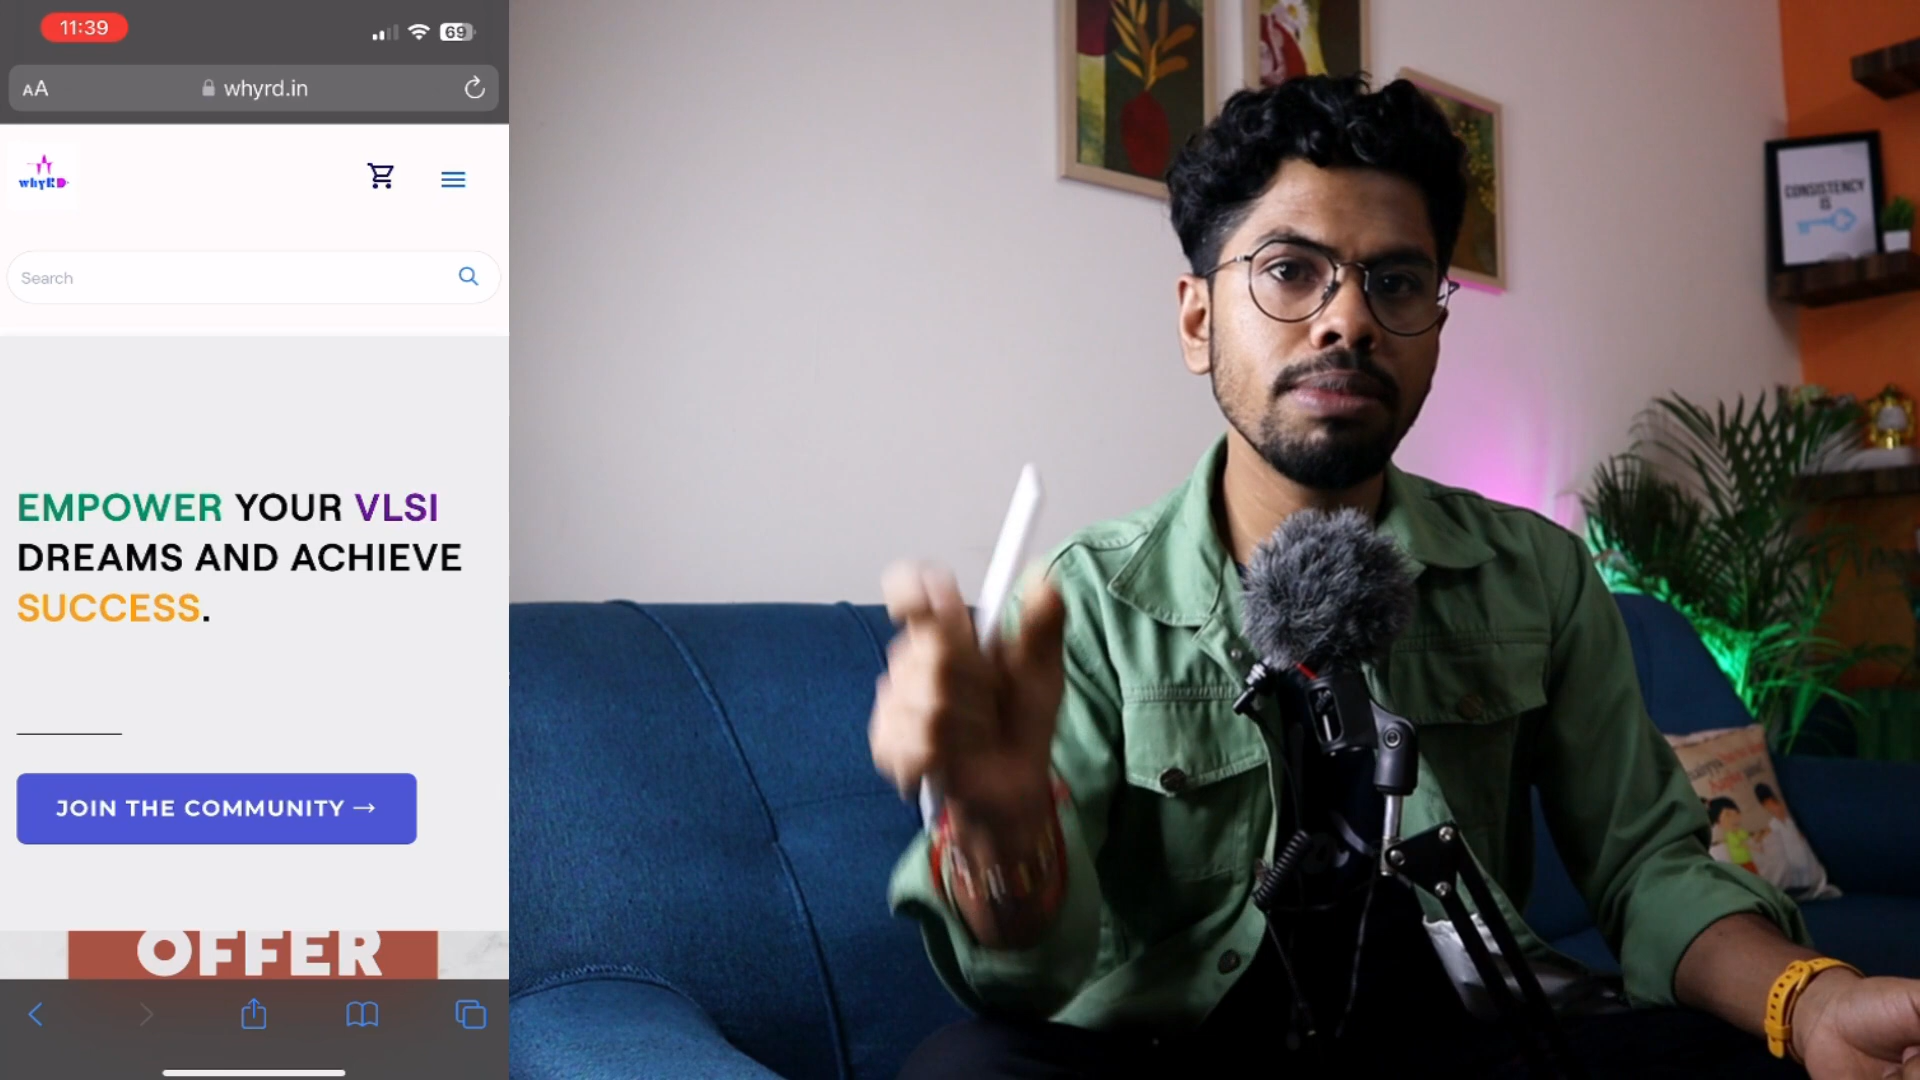 11:39
69
AA
whyrd.in
whyRD
Search
EMPOWER YOUR VLSI
DREAMS AND ACHIEVE
SUCCESS.
JOIN THE COMMUNITY →
OFFER
CONSISTENCY
IS